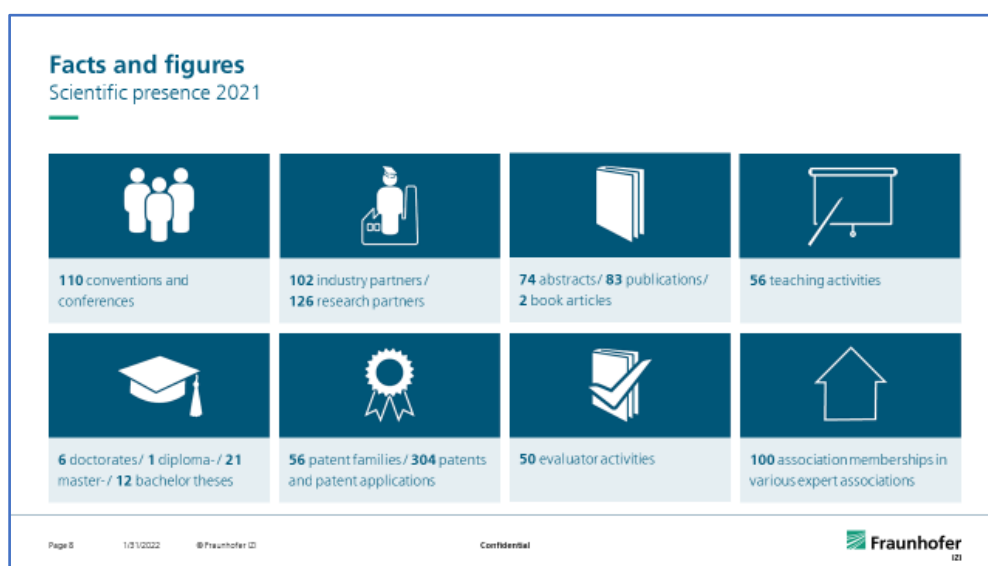 Facts and figures
Scientific presence 2021
110 conventions and
conferences
102 industry partners/
126 research partners
74 abstracts/ 83 publications/
2 book articles
56 teaching activities
6 doctorates/ 1 diploma-/ 21
master-/ 12 bachelor theses
56 patent families/ 304 patents
and patent applications
50 evaluator activities
100 association memberships in
various expert associations
Page 8 1/31/2022 © Fraunhofer IZI Confidential
Fraunhofer
IZI